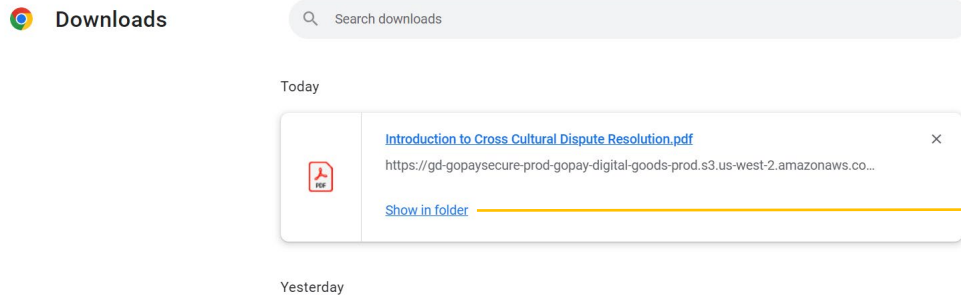 Downloads
Search downloads
Today
Introduction to Cross Cultural Dispute Resolution.pdf
https://gd-gopaysecure-prod-gopay-digital-goods-prod.s3.us-west-2.amazonaws.co...
PDF
Show in folder
Yesterday